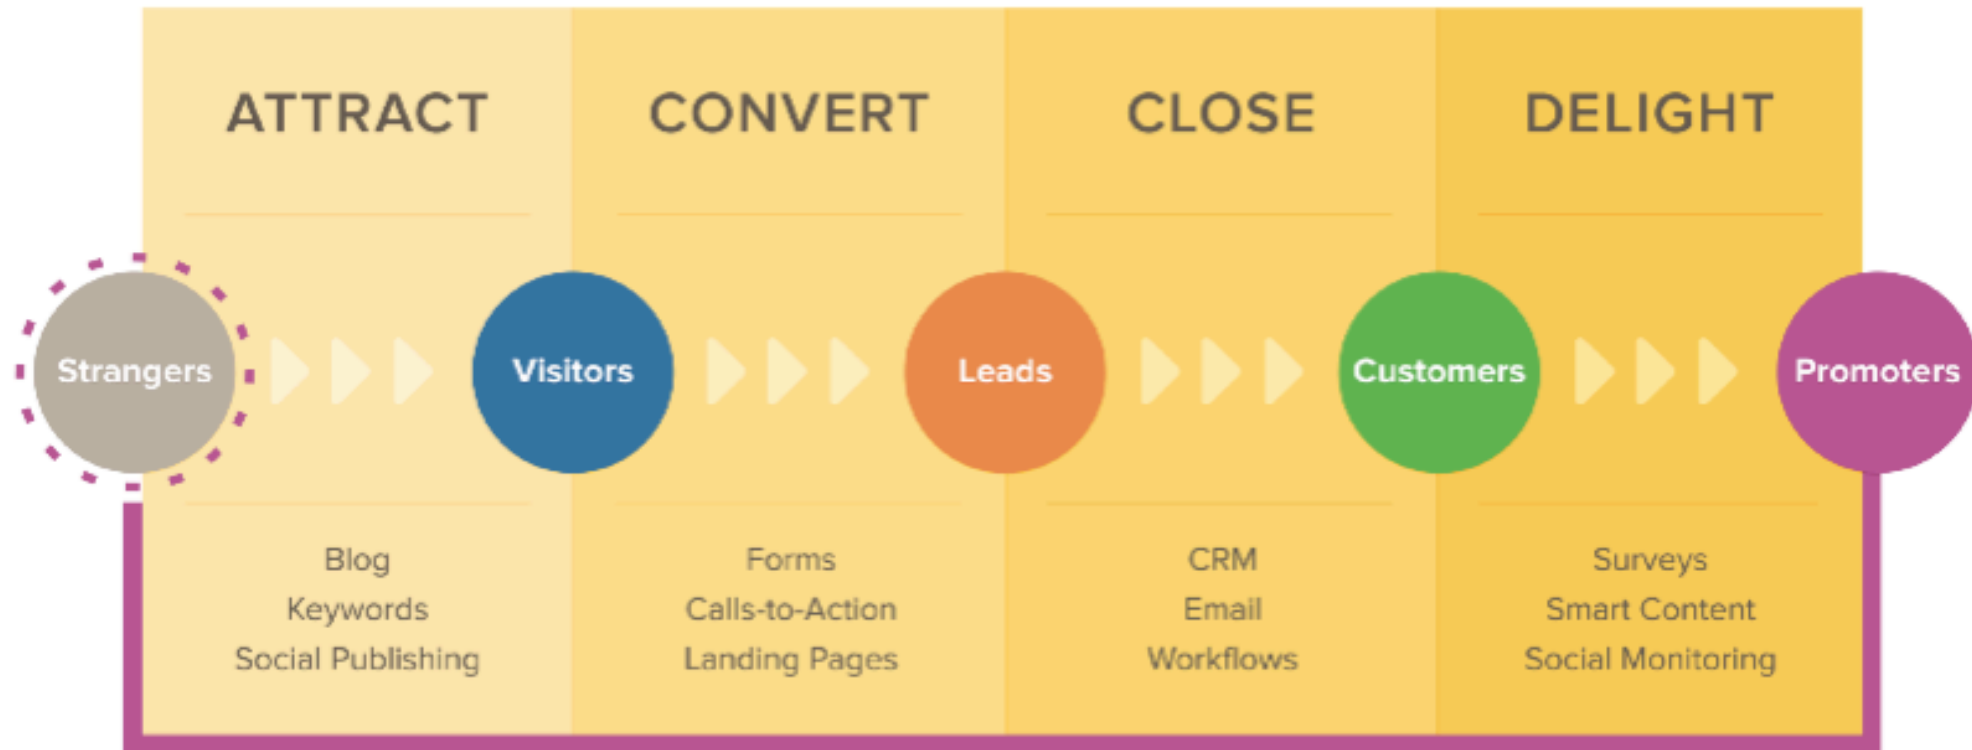 ATTRACT
CONVERT
CLOSE
DELIGHT
Strangers
Visitors
Leads
Customers
Promoters
Blog
Keywords
Social Publishing
Forms
Calls-to-Action
Landing Pages
CRM
Email
Workflows
Surveys
Smart Content
Social Monitoring